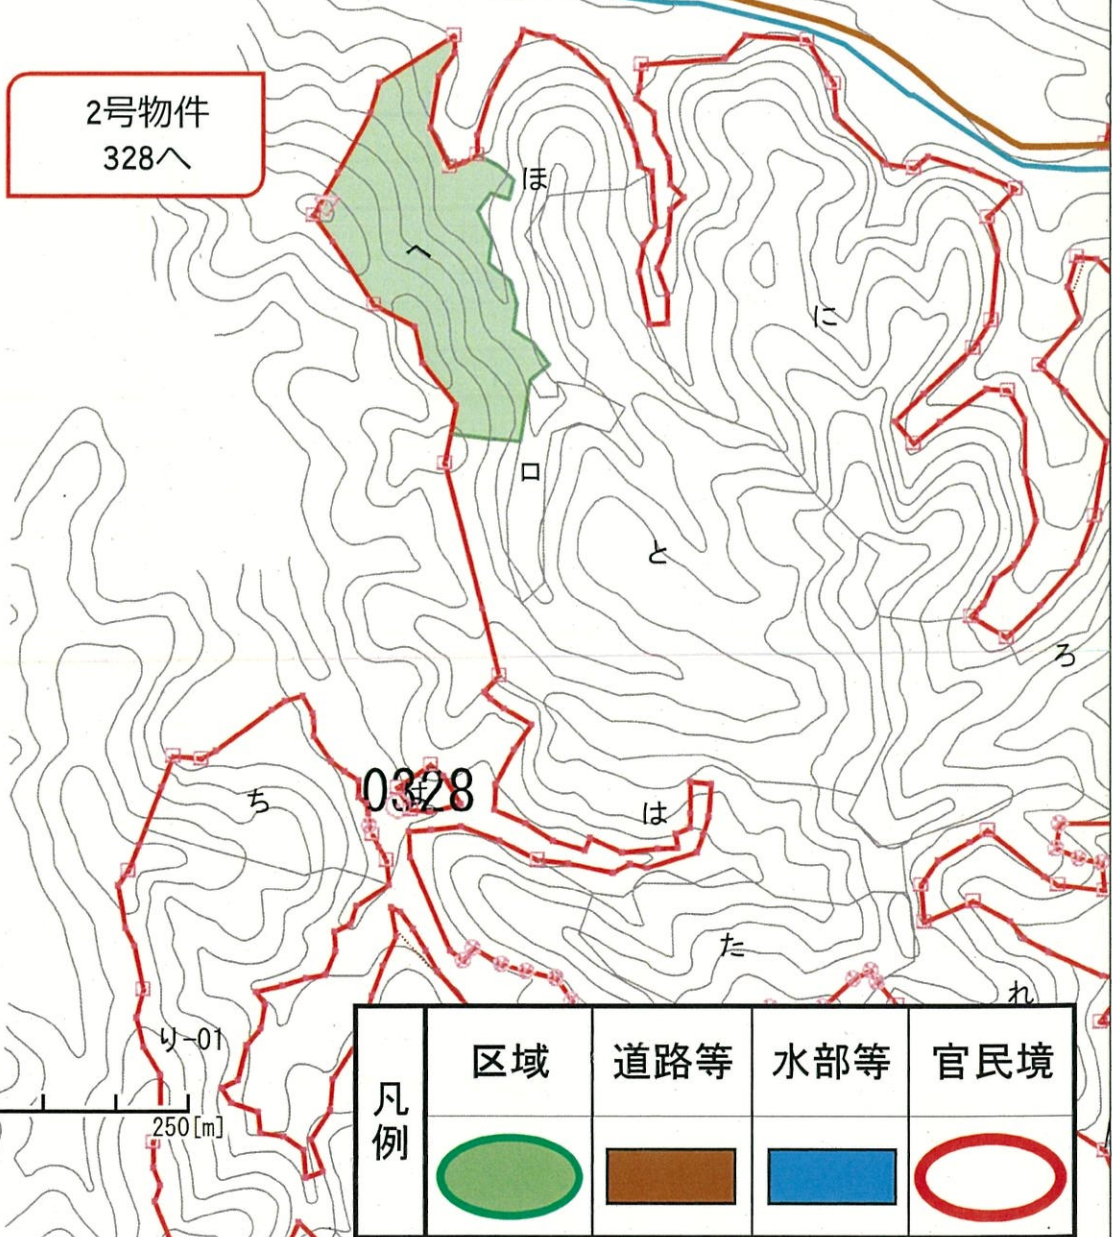 2号物件
328へ
ほ
へ
に
ロ
と
ろ
0328
ち
は
た
れ
り-01
250[m]
凡例
区域
道路等
水部等
官民境